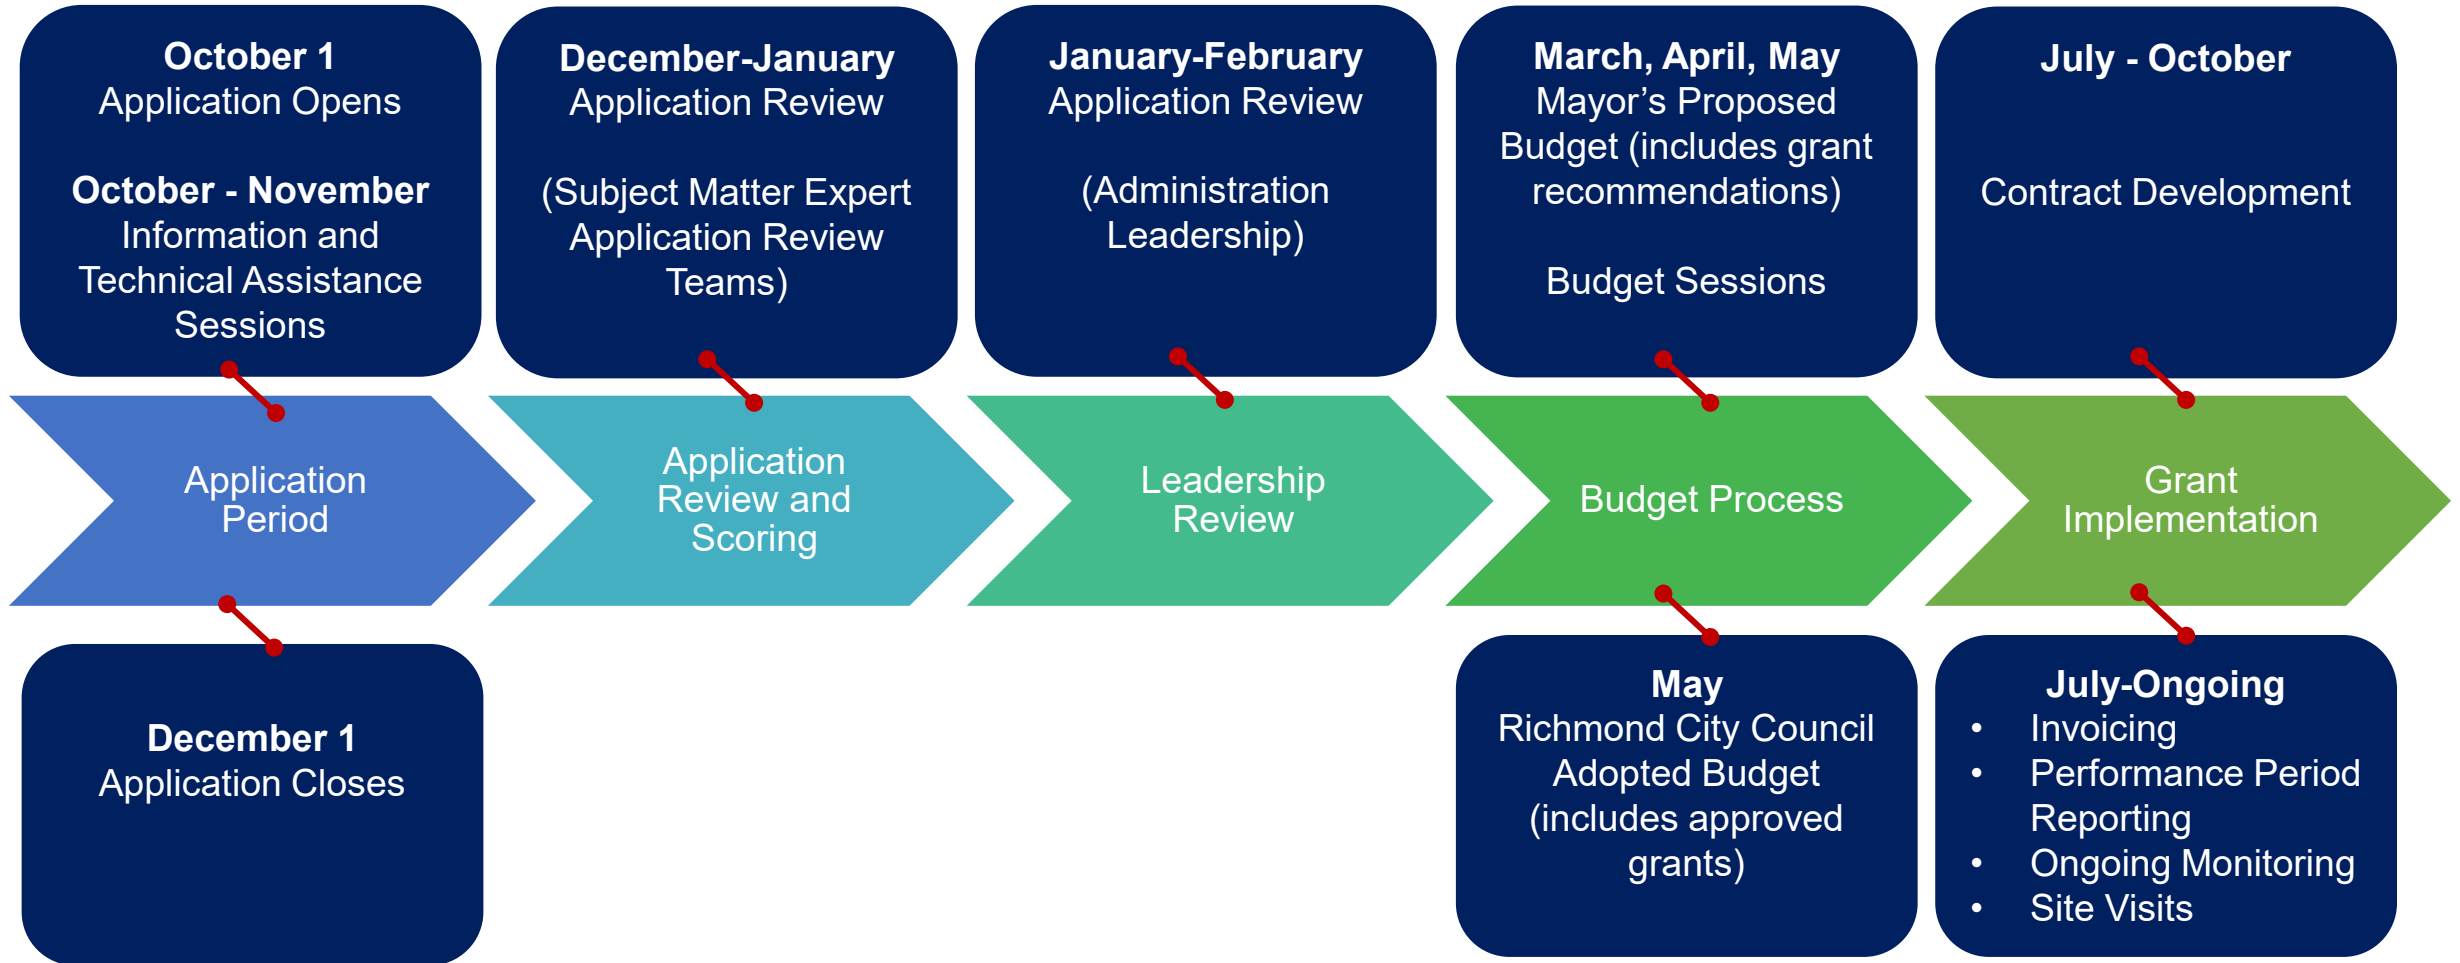 October 1
Application Opens
October - November
Information and
Technical Assistance
Sessions
December-January
Application Review
(Subject Matter Expert
Application Review
Teams)
January-February
Application Review
(Administration
Leadership)
March, April, May
Mayor’s Proposed
Budget (includes grant
recommendations)
Budget Sessions
July - October
Contract Development
Application
Period
Application
Review and
Scoring
Leadership
Review
Budget Process
Grant
Implementation
December 1
Application Closes
May
Richmond City Council
Adopted Budget
(includes approved
grants)
July-Ongoing
• Invoicing
• Performance Period
Reporting
• Ongoing Monitoring
• Site Visits